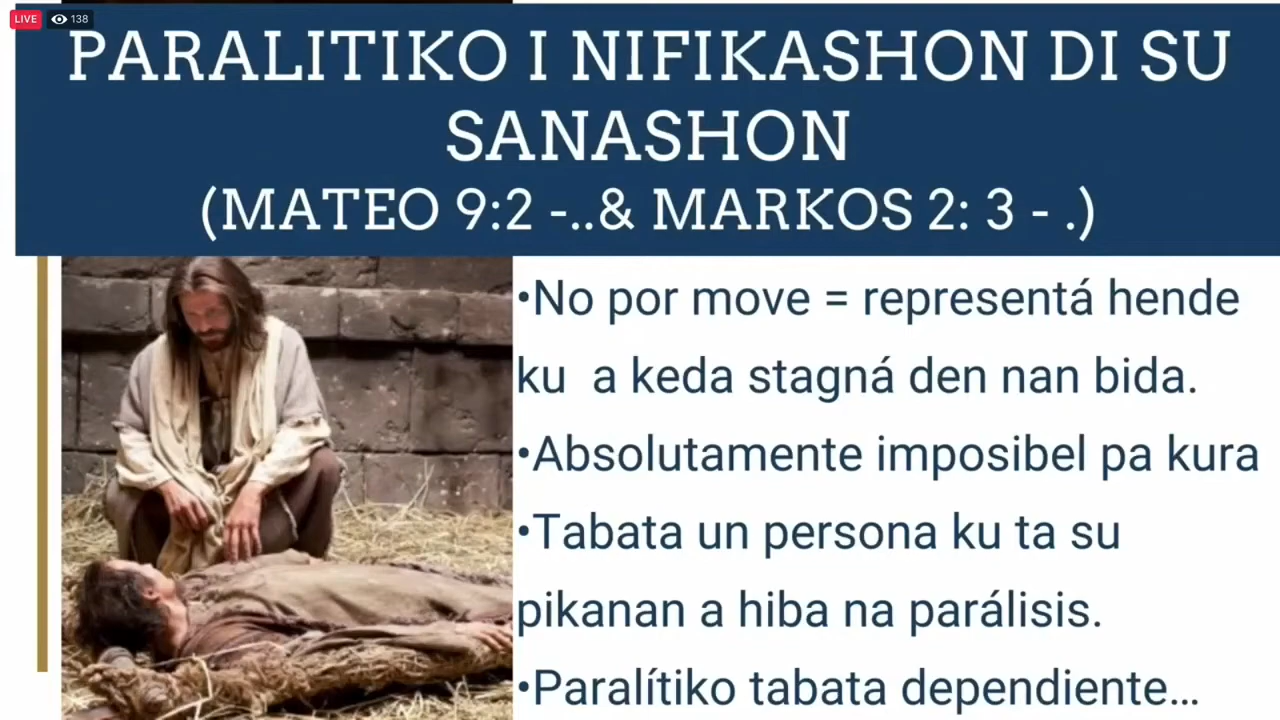 LIVE 138
PARALITIKO I NIFIKASHON DI SU
SANASHON
(MATEO 9:2 -..& MARKOS 2: 3 - .)
•No por move = representá hende
ku a keda stagná den nan bida.
•Absolutamente imposibel pa kura
•Tabata un persona ku ta su
pikanan a hiba na parálisis.
•Paralítiko tabata dependiente...